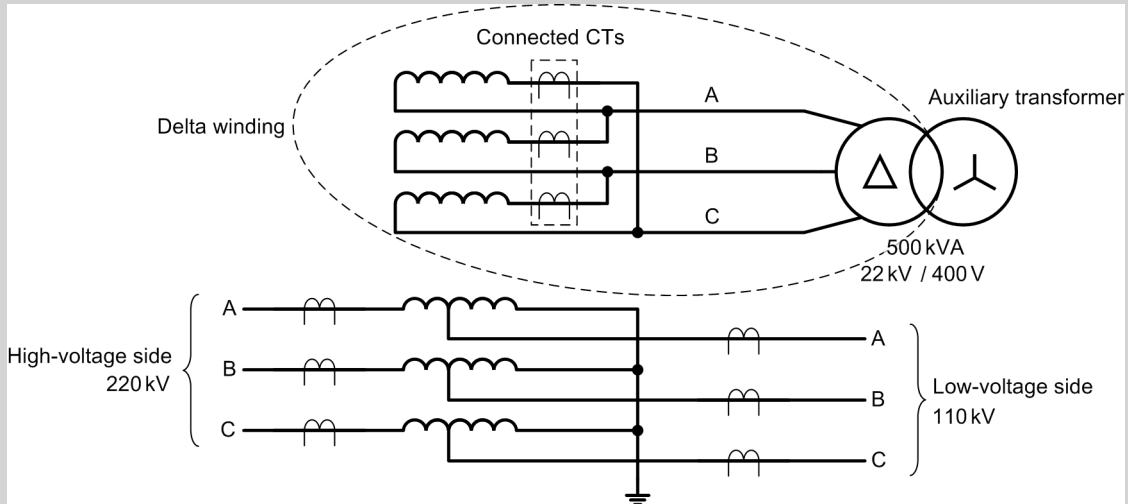 Connected CTs
Delta winding
A
Auxiliary transformer
B
C
500 kVA
22 kV / 400 V
High-voltage side
220 kV
A
B
C
A
B
C
Low-voltage side
110 kV